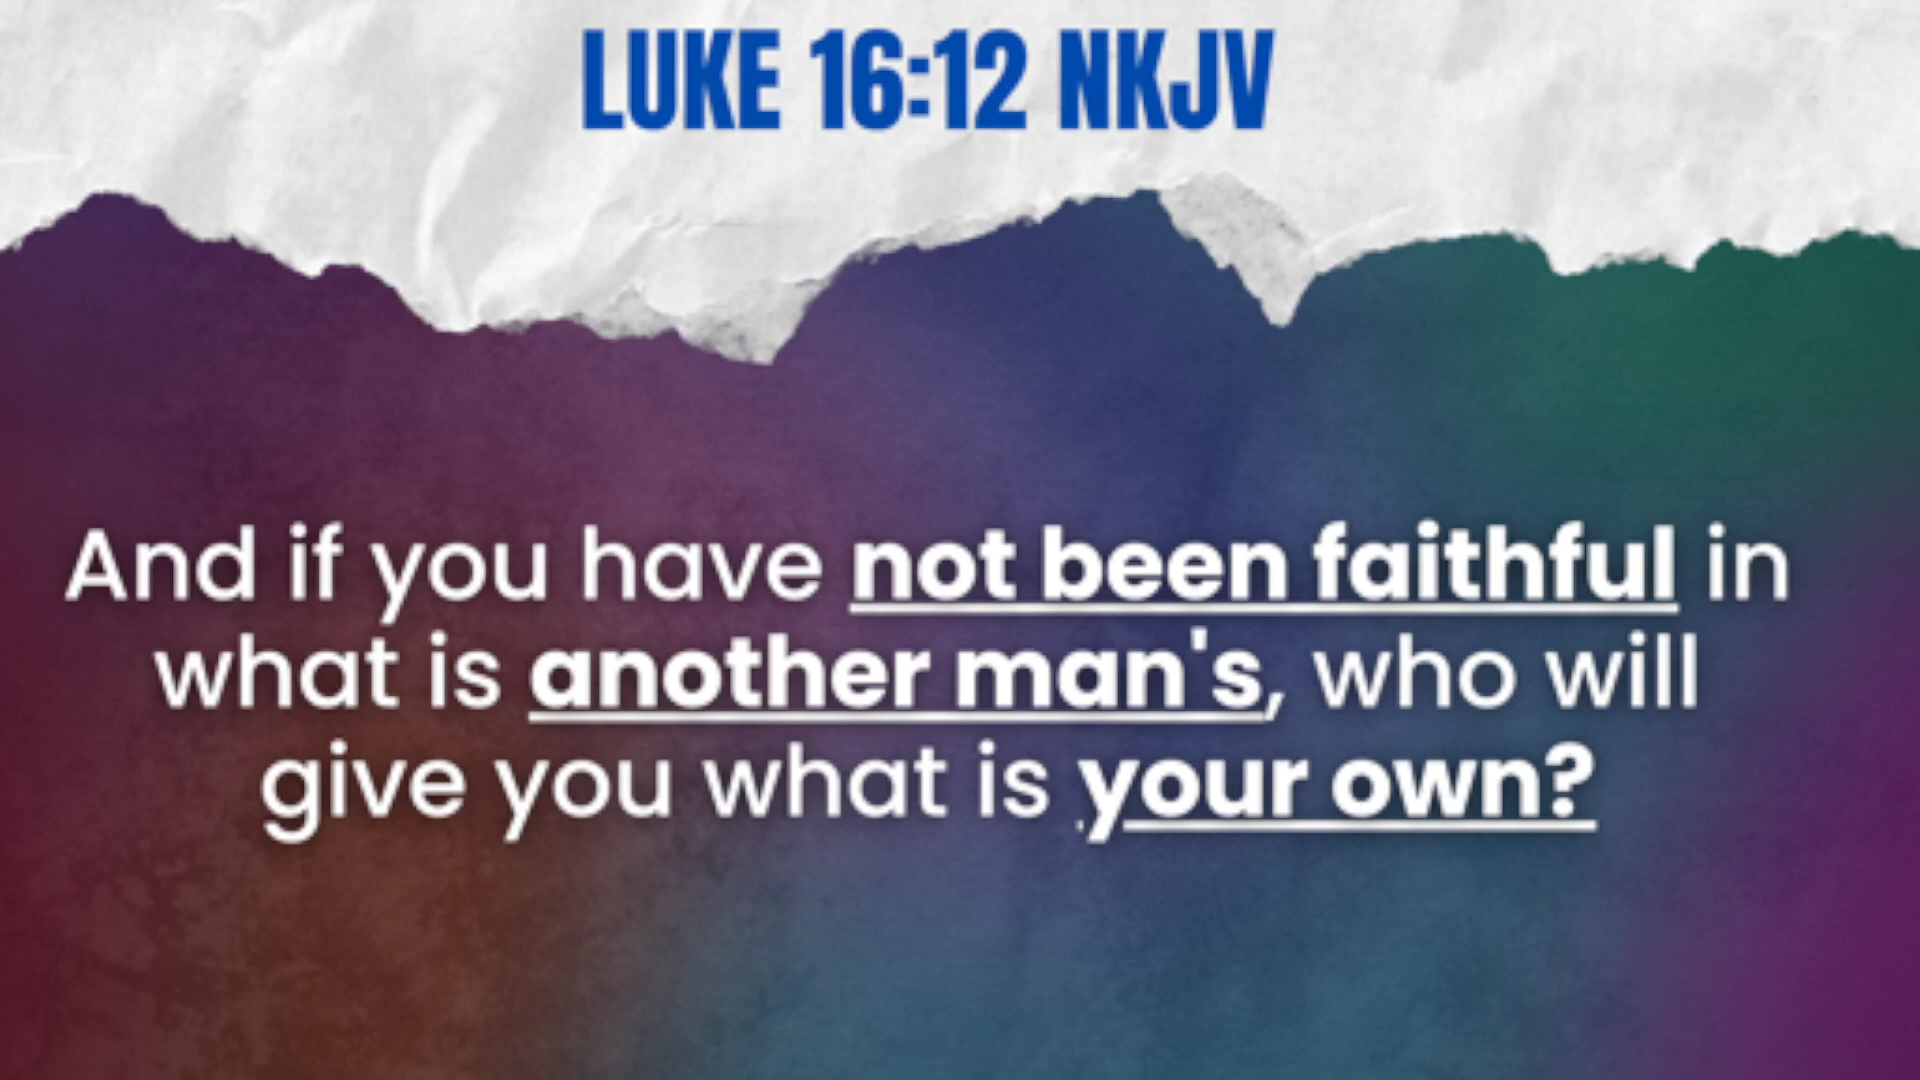 LUKE 16:12 NKJV
And if you have not been faithful in
what is another man's, who will
give you what is your own?